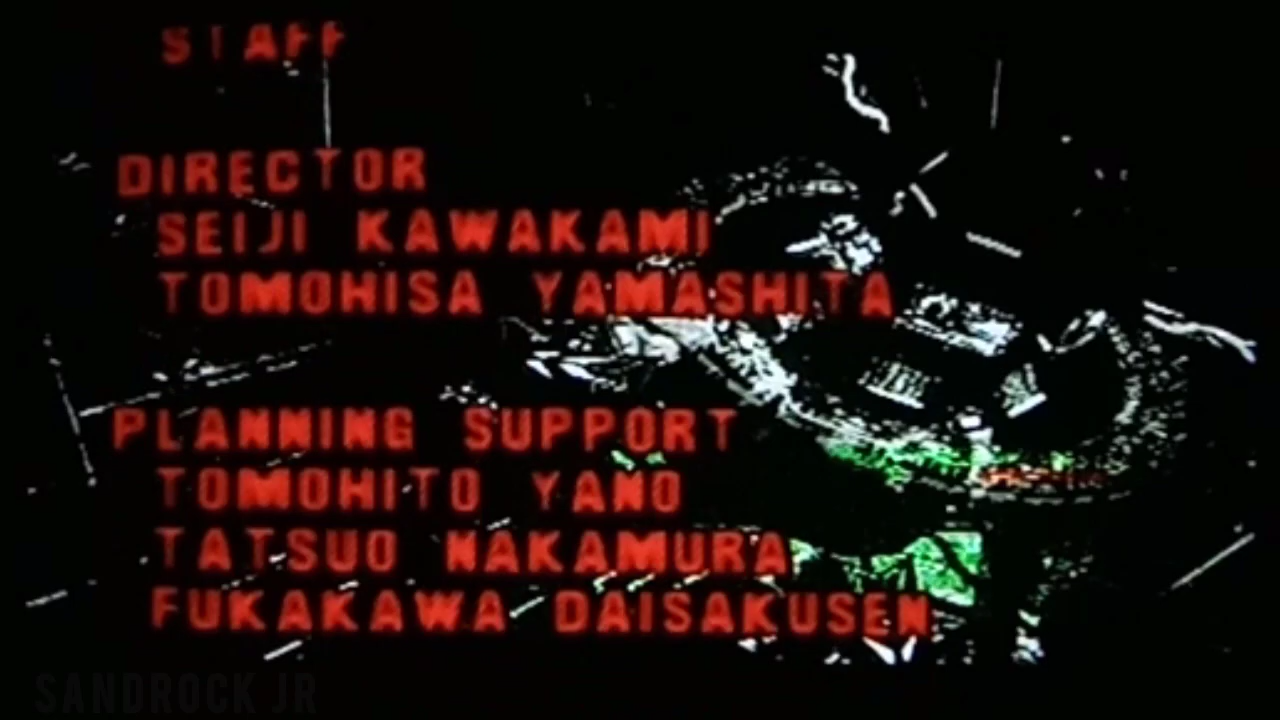 STAFF
DIRECTOR
SEIJI KAWAKAMI
TOMOHISA YAMASHITA
PLANNING SUPPORT
TOMOHITO YANO
TATSUO NAKAMURA
FUKAKAWA DAISAKUSEN
SANDROCK JR